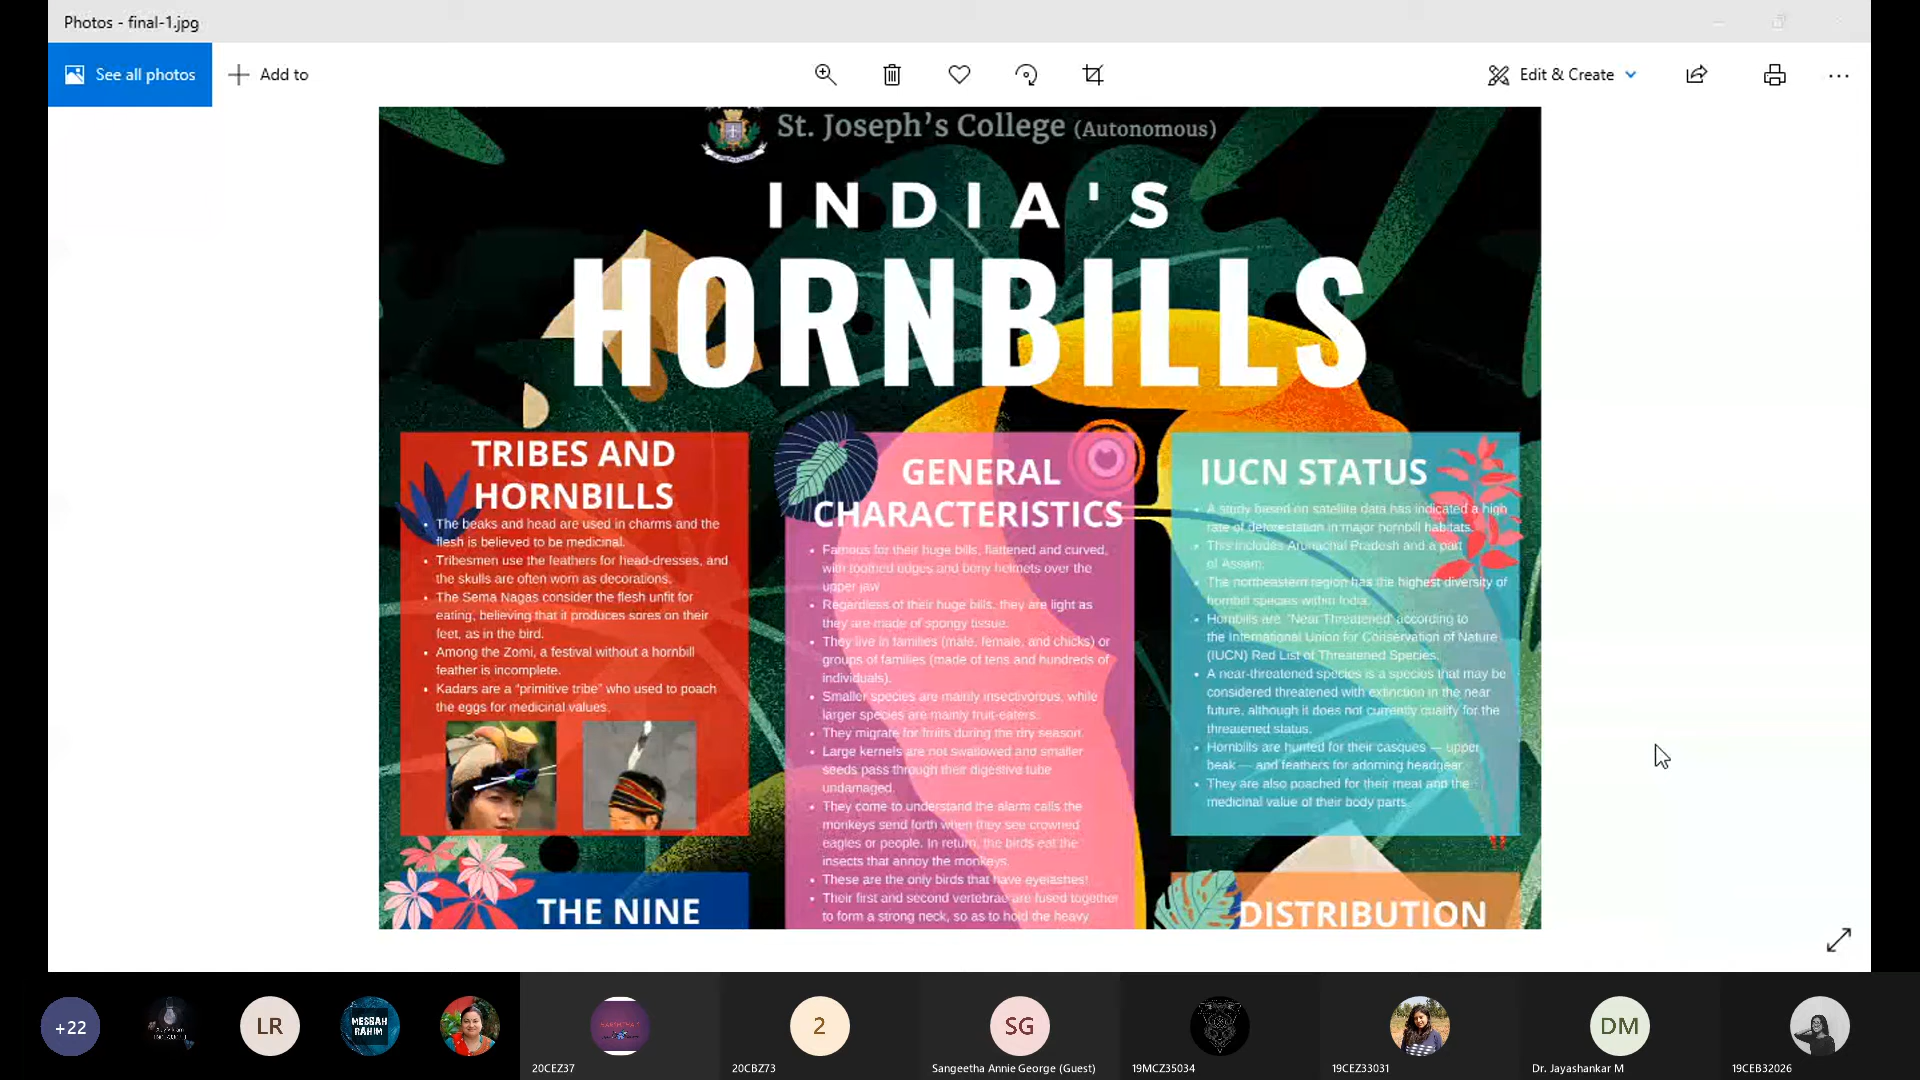 Photos - final-1.jpg
See all photos
Add to
Edit & Create
St. Joseph's College (Autonomous)
INDIA'S
HORNBILLS
TRIBES AND
HORNBILLS
• The beaks and head are used in charms and the
flesh is believed to be medicinal.
• Tribesmen use the feathers for head-dresses, and
the skulls are often worn as decorations.
• The Sema Nagas consider the flesh unfit for
eating, believing that it produces sores on their
feet, as in the bird.
• Among the Zomi, a festival without a hornbill
feather is incomplete.
• Kadars are a "primitive tribe" who used to poach
the eggs for medicinal values.
GENERAL
CHARACTERISTICS
• Famous for their huge bills, flattened and curved,
with toothed edges and bony helmets over the
upper jaw
• Regardless of their huge bills, they are light as
they are made of spongy tissue.
• They live in families (male, female, and chicks) or
groups of families (made of tens and hundreds of
individuals).
• Smaller species are mainly insectivorous, while
larger species are mainly fruit-eaters.
• They migrate for fruits during the dry season.
• Large kernels are not swallowed and smaller
seeds pass through their digestive tube
undamaged.
• They come to understand the alarm calls the
monkeys send forth when they see crowned
eagles or people. In return, the birds eat the
insects that annoy the monkeys.
• These are the only birds that have eyelashes!
• Their first and second vertebrae are fused together
to form a strong neck, so as to hold the heavy
IUCN STATUS
• A study based on satellite data has indicated a high
rate of deforestation in major hornbill habitats.
• This includes Arunachal Pradesh and a part
of Assam.
• The northeastern region has the highest diversity of
hornbill species within India.
• Hornbills are 'Near Threatened' according to
the International Union for Conservation of Nature
(IUCN) Red List of Threatened Species.
• A near-threatened species is a species that may be
considered threatened with extinction in the near
future, although it does not currently qualify for the
threatened status.
• Hornbills are hunted for their casques — upper
beak — and feathers for adorning headgear.
• They are also poached for their meat and the
medicinal value of their body parts
THE NINE
DISTRIBUTION
+22
LR
MESBAH
RAHIM
2
SG
DM
20CEZ37
20CBZ73
Sangeetha Annie George (Guest)
19MCZ35034
19CEZ33031
Dr. Jayashankar M
19CEB32026